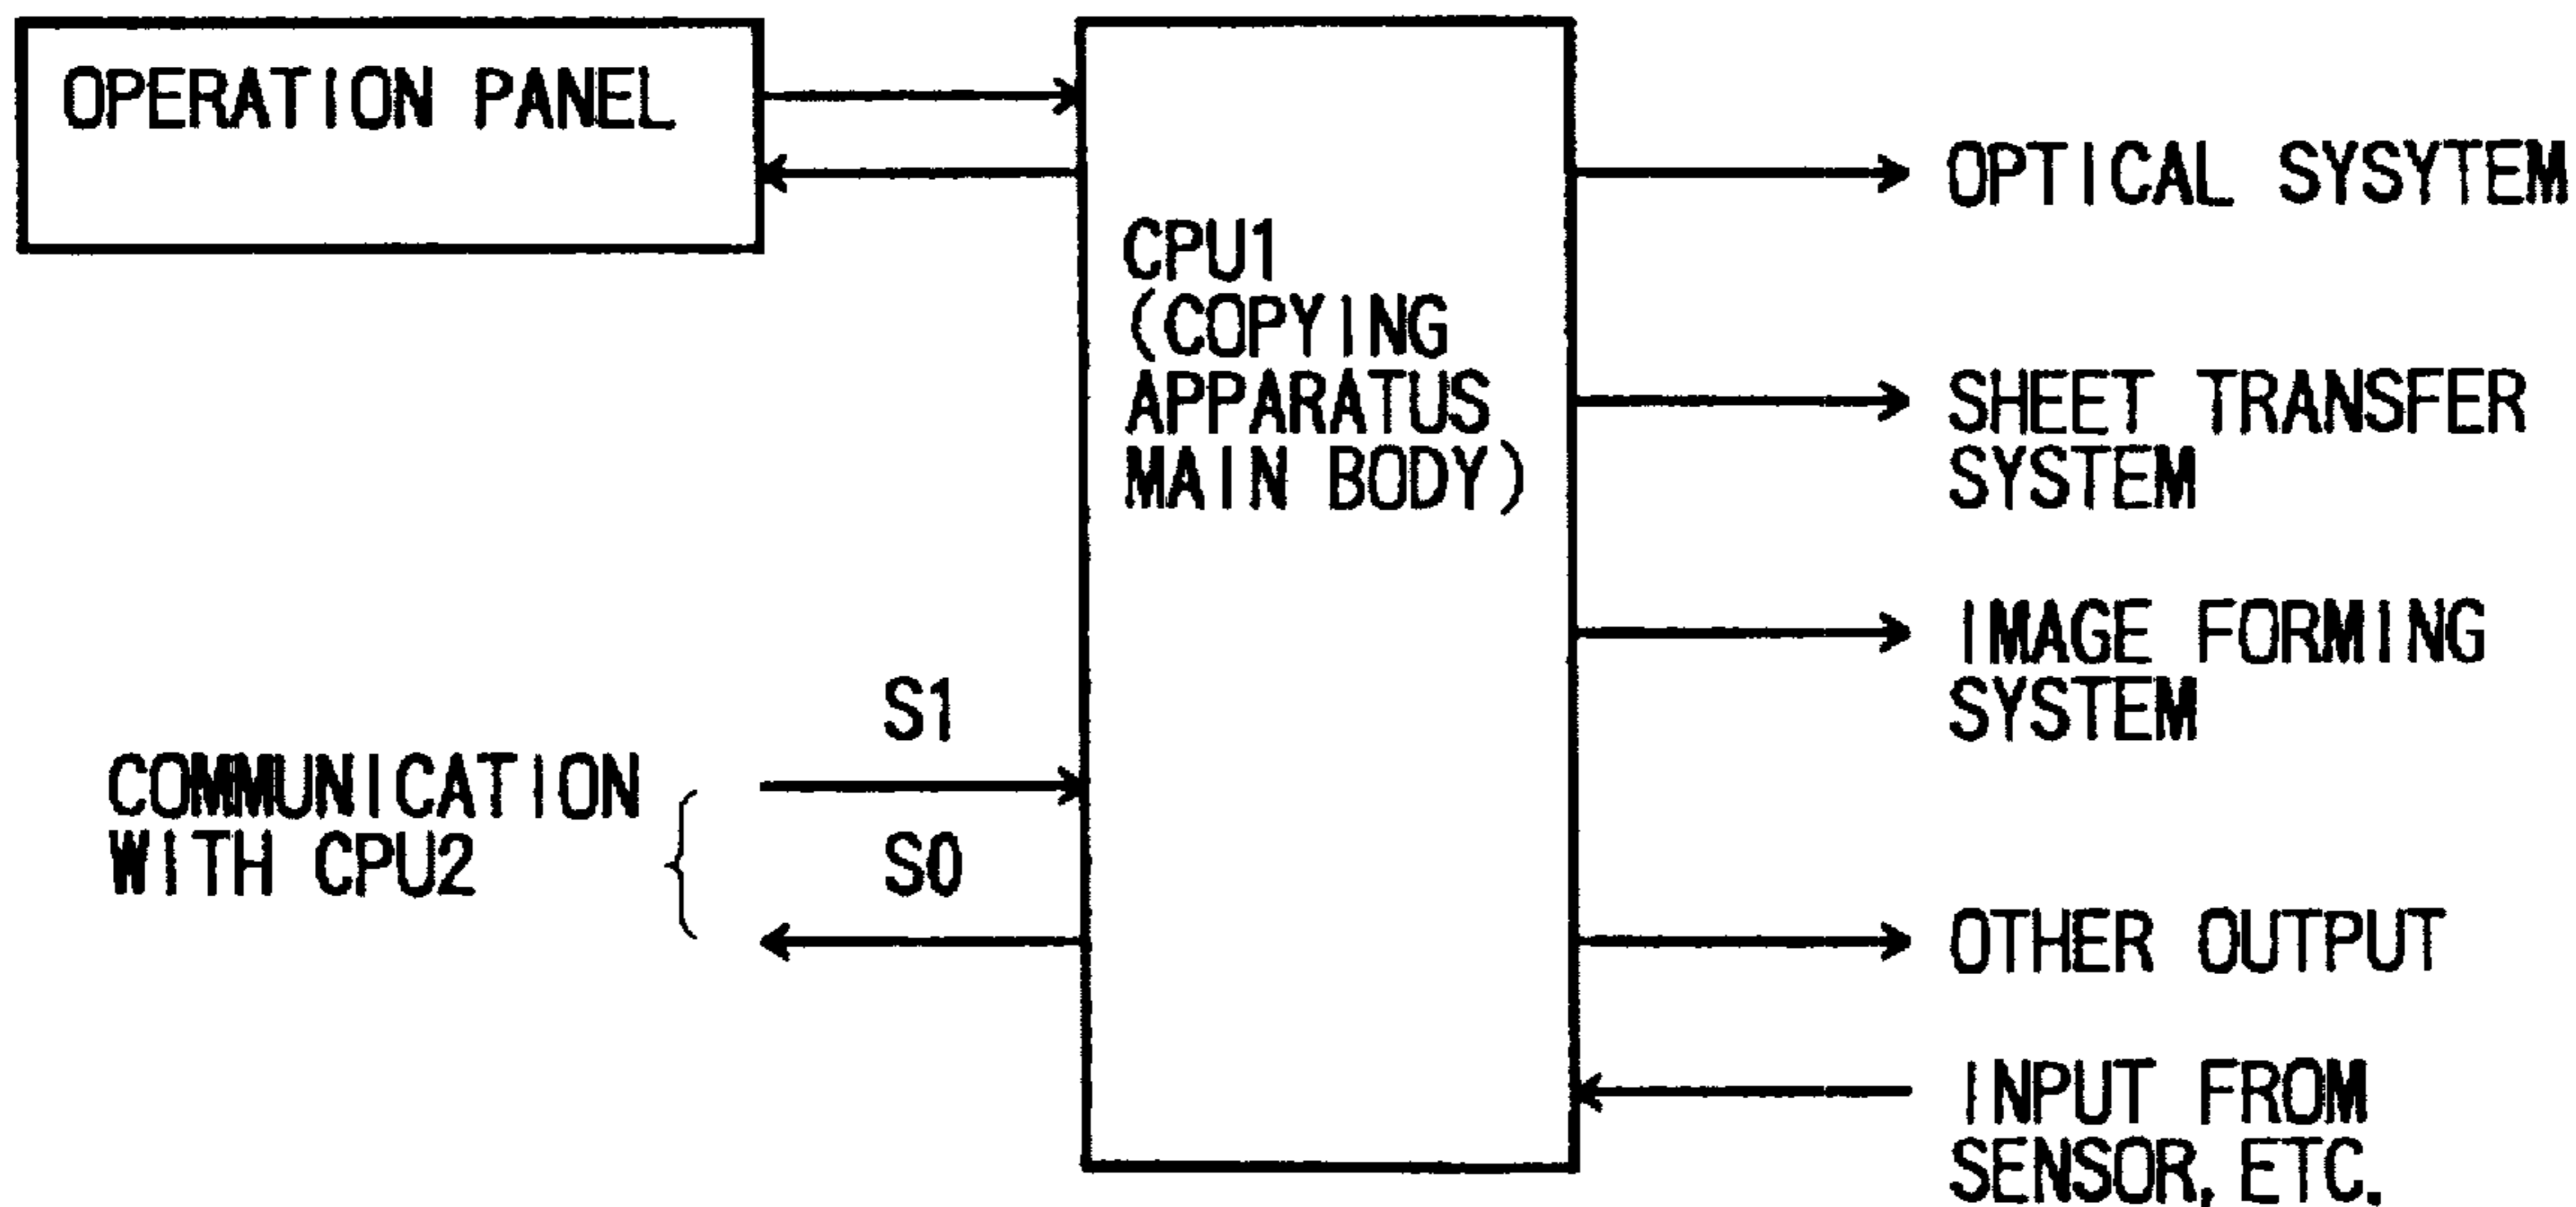 OPERATION PANEL
CPU1
(COPYING
APPARATUS
MAIN BODY)
S1
COMMUNICATION
WITH CPU2
S0
OPTICAL SYSYTEM
SHEET TRANSFER
SYSTEM
IMAGE FORMING
SYSTEM
OTHER OUTPUT
INPUT FROM
SENSOR, ETC.